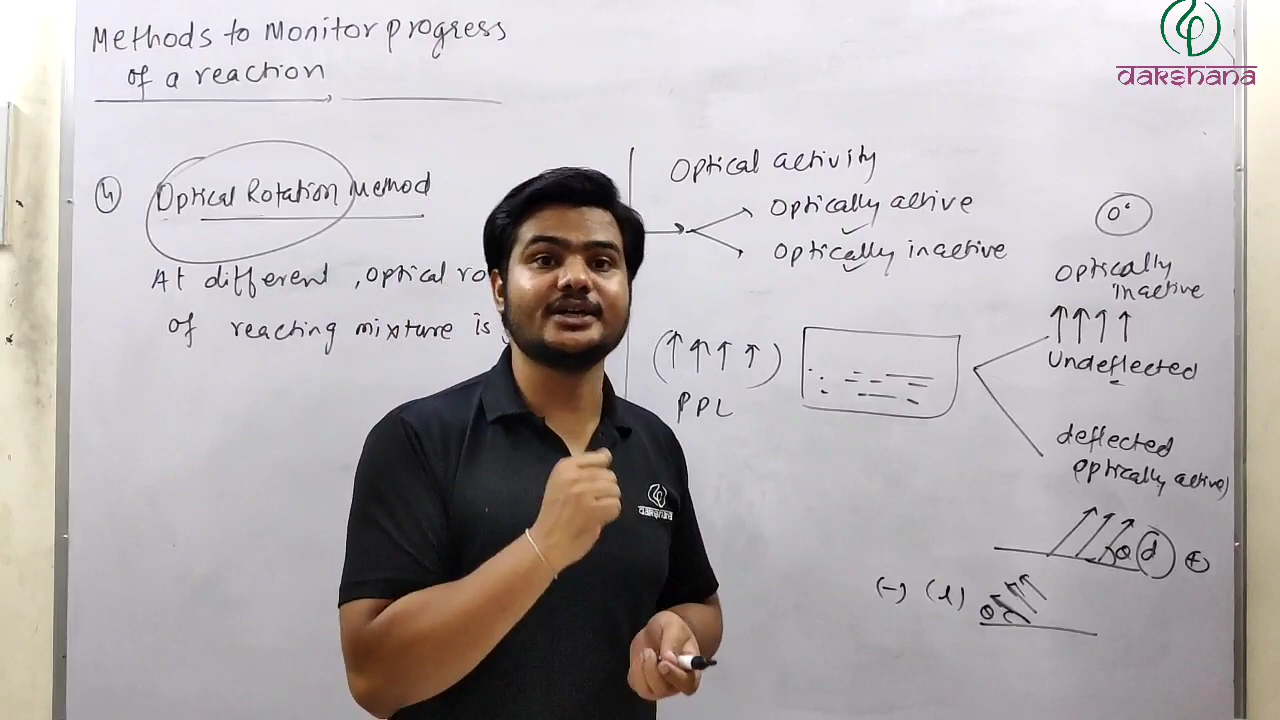 Methods to Monitor progress
of a reaction
dakshana
4)
Optical Rotation Method
At different , optical ro
of reacting mixture is
Optical activity
Optically active
Optically inactive
0°
Optically
inactive
Undeflected
PPL
deflected
(optically active)
θ (d) (+)
(-) (l)
θ
dakshana